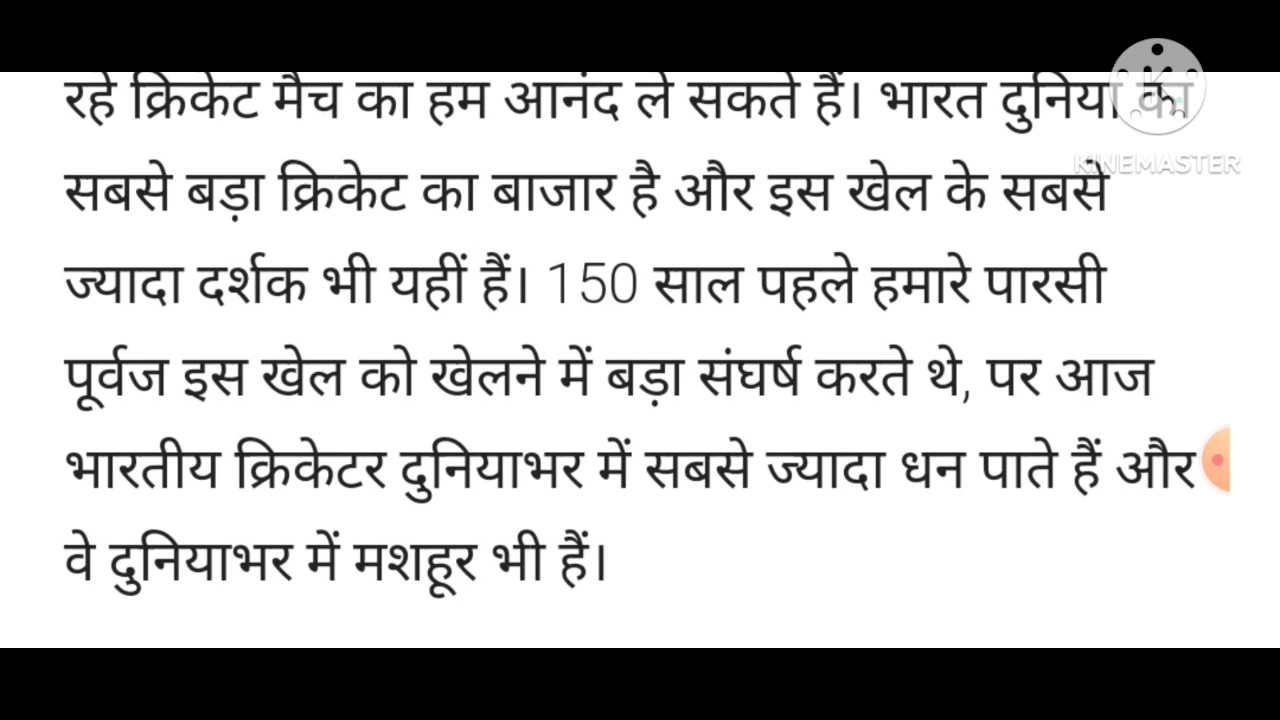 रहे क्रिकेट मैच का हम आनंद ले सकते हैं। भारत दुनिया का
KINEMASTER
सबसे बड़ा क्रिकेट का बाजार है और इस खेल के सबसे
ज्यादा दर्शक भी यहीं हैं। 150 साल पहले हमारे पारसी
पूर्वज इस खेल को खेलने में बड़ा संघर्ष करते थे, पर आज
भारतीय क्रिकेटर दुनियाभर में सबसे ज्यादा धन पाते हैं और
वे दुनियाभर में मशहूर भी हैं।